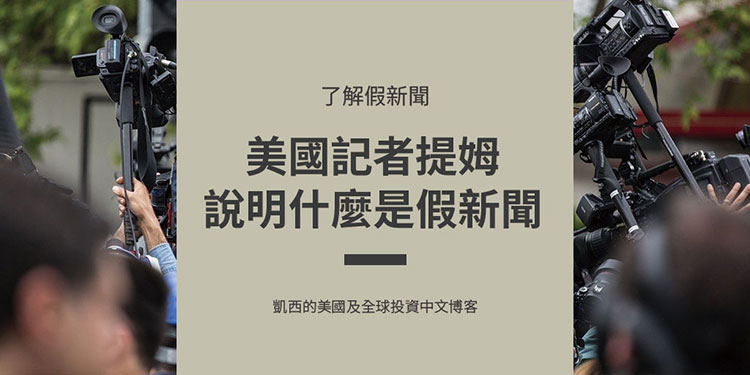 了解假新聞
美國記者提姆
說明什麼是假新聞
凱西的美國及全球投資中文博客